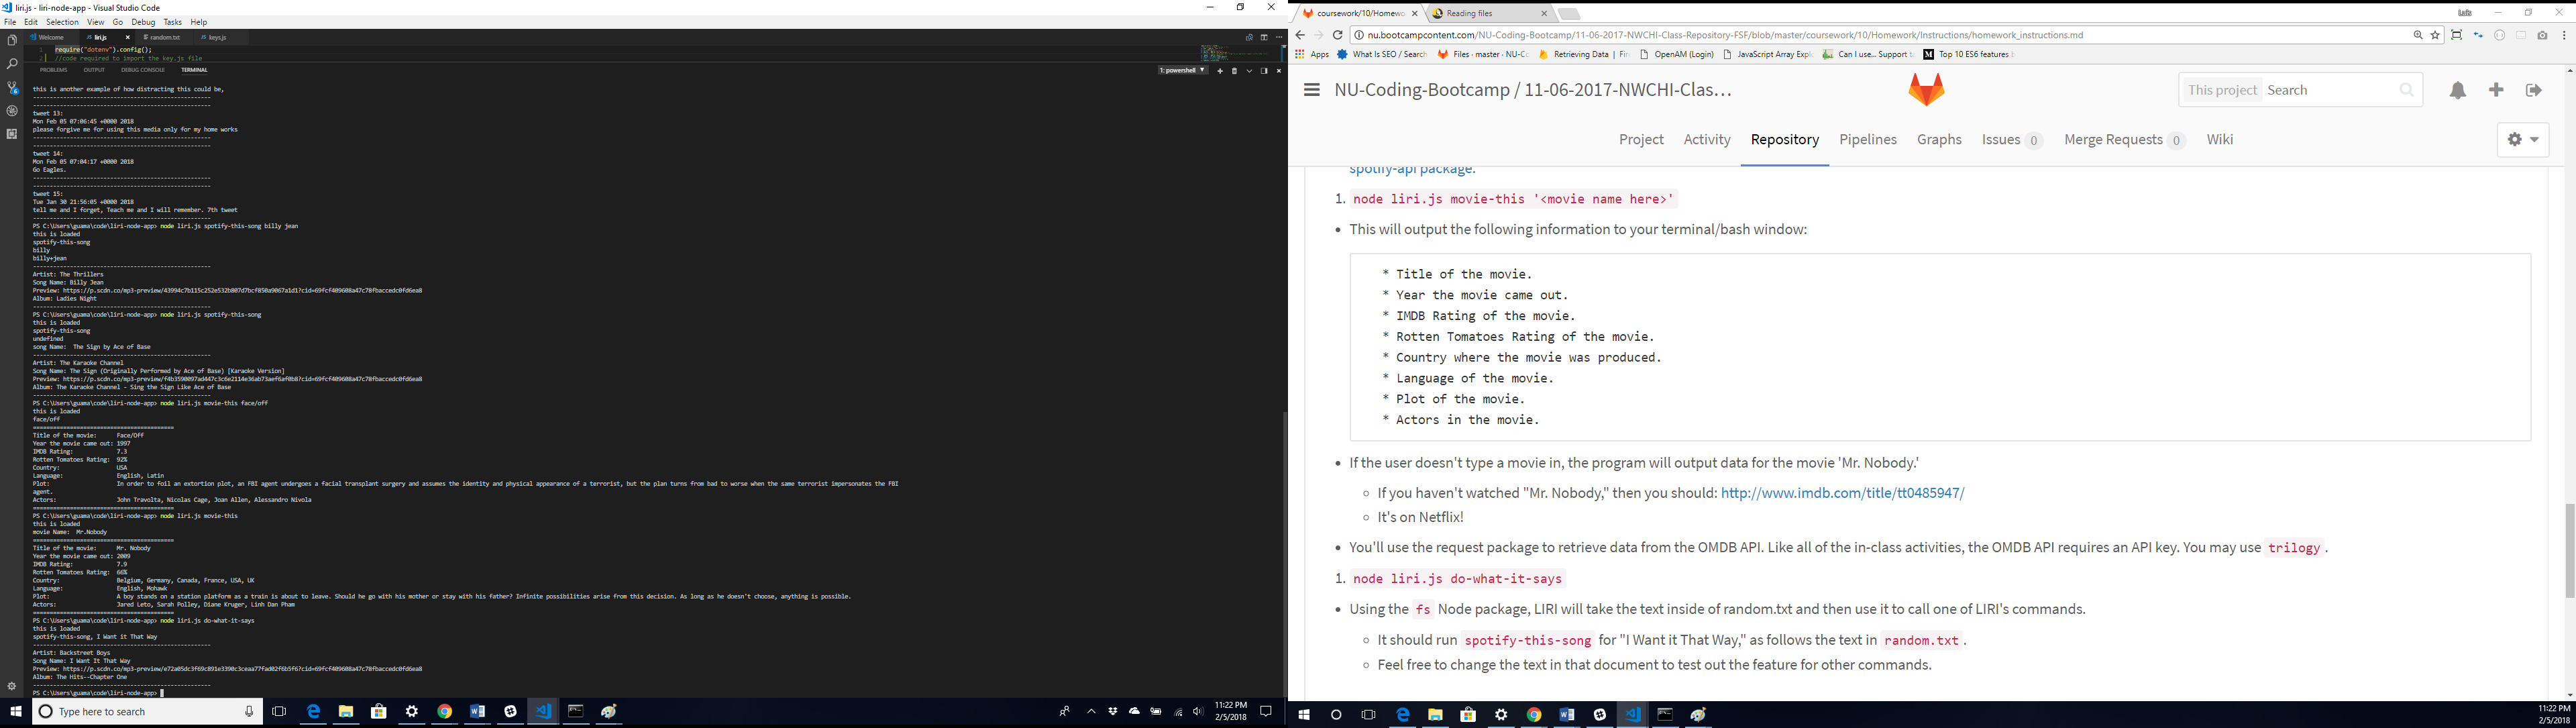 liri.js - liri-node-app - Visual Studio Code
File Edit Selection View Go Debug Tasks Help
Welcome liri.js random.txt keys.js
1 require("dotenv").config();
2 //code required to import the key.js file
PROBLEMS OUTPUT DEBUG CONSOLE TERMINAL 1: powershell
this is another example of how distracting this could be,
--------------------------------------------------
--------------------------------------------------
tweet 13:
Mon Feb 05 07:06:45 +0000 2018
please forgive me for using this media only for my home works
--------------------------------------------------
--------------------------------------------------
tweet 14:
Mon Feb 05 07:04:17 +0000 2018
Go Eagles.
--------------------------------------------------
--------------------------------------------------
tweet 15:
Tue Jan 30 21:56:05 +0000 2018
tell me and I forget, Teach me and I will remember. 7th tweet
--------------------------------------------------
PS C:\Users\guama\code\liri-node-app> node liri.js spotify-this-song billy jean
this is loaded
spotify-this-song
billy
billy+jean
--------------------------------------------------
Artist: The Thrillers
Song Name: Billy Jean
Preview: https://p.scdn.co/mp3-preview/43994c7b115c252e532b807d7bcf850a9067a1d1?cid=69fcf409608a47c78fbaccedc0fd6ea8
Album: Ladies Night
--------------------------------------------------
PS C:\Users\guama\code\liri-node-app> node liri.js spotify-this-song
this is loaded
spotify-this-song
undefined
song Name: The Sign by Ace of Base
--------------------------------------------------
Artist: The Karaoke Channel
Song Name: The Sign (Originally Performed by Ace of Base) [Karaoke Version]
Preview: https://p.scdn.co/mp3-preview/f4b3590097ad447c3c6e2114e36ab73aef6af0b8?cid=69fcf409608a47c78fbaccedc0fd6ea8
Album: The Karaoke Channel - Sing the Sign Like Ace of Base
--------------------------------------------------
PS C:\Users\guama\code\liri-node-app> node liri.js movie-this face/off
this is loaded
face/off
========================================
Title of the movie: Face/Off
Year the movie came out: 1997
IMDB Rating: 7.3
Rotten Tomatoes Rating: 92%
Country: USA
Language: English, Latin
Plot: In order to foil an extortion plot, an FBI agent undergoes a facial transplant surgery and assumes the identity and physical appearance of a terrorist, but the plan turns from bad to worse when the same terrorist impersonates the FBI
agent.
Actors: John Travolta, Nicolas Cage, Joan Allen, Alessandro Nivola
========================================
PS C:\Users\guama\code\liri-node-app> node liri.js movie-this
this is loaded
movie Name: Mr.Nobody
========================================
Title of the movie: Mr. Nobody
Year the movie came out: 2009
IMDB Rating: 7.9
Rotten Tomatoes Rating: 66%
Country: Belgium, Germany, Canada, France, USA, UK
Language: English, Mohawk
Plot: A boy stands on a station platform as a train is about to leave. Should he go with his mother or stay with his father? Infinite possibilities arise from this decision. As long as he doesn't choose, anything is possible.
Actors: Jared Leto, Sarah Polley, Diane Kruger, Linh Dan Pham
========================================
PS C:\Users\guama\code\liri-node-app> node liri.js do-what-it-says
this is loaded
spotify-this-song, I Want it That Way
--------------------------------------------------
Artist: Backstreet Boys
Song Name: I Want It That Way
Preview: https://p.scdn.co/mp3-preview/e72a05dc3f69c891e3390c3ceaa77fad02f6b5f6?cid=69fcf409608a47c78fbaccedc0fd6ea8
Album: The Hits--Chapter One
--------------------------------------------------
PS C:\Users\guama\code\liri-node-app>
Type here to search
11:22 PM
2/5/2018
coursework/10/Homewo Reading files
nu.bootcampcontent.com/NU-Coding-Bootcamp/11-06-2017-NWCHI-Class-Repository-FSF/blob/master/coursework/10/Homework/Instructions/homework_instructions.md
Apps What Is SEO / Search Files · master · NU-Co Retrieving Data | Fir OpenAM (Login) JavaScript Array Explo Can I use... Support ta Top 10 ES6 features
NU-Coding-Bootcamp / 11-06-2017-NWCHI-Clas… This project Search
Project Activity Repository Pipelines Graphs Issues 0 Merge Requests 0 Wiki
spotify-api package.
1. node liri.js movie-this '<movie name here>'
• This will output the following information to your terminal/bash window:
* Title of the movie.
* Year the movie came out.
* IMDB Rating of the movie.
* Rotten Tomatoes Rating of the movie.
* Country where the movie was produced.
* Language of the movie.
* Plot of the movie.
* Actors in the movie.
• If the user doesn't type a movie in, the program will output data for the movie 'Mr. Nobody.'
◦ If you haven't watched "Mr. Nobody," then you should: http://www.imdb.com/title/tt0485947/
◦ It's on Netflix!
• You'll use the request package to retrieve data from the OMDB API. Like all of the in-class activities, the OMDB API requires an API key. You may use trilogy.
1. node liri.js do-what-it-says
• Using the fs Node package, LIRI will take the text inside of random.txt and then use it to call one of LIRI's commands.
◦ It should run spotify-this-song for "I Want it That Way," as follows the text in random.txt.
◦ Feel free to change the text in that document to test out the feature for other commands.
11:22 PM
2/5/2018